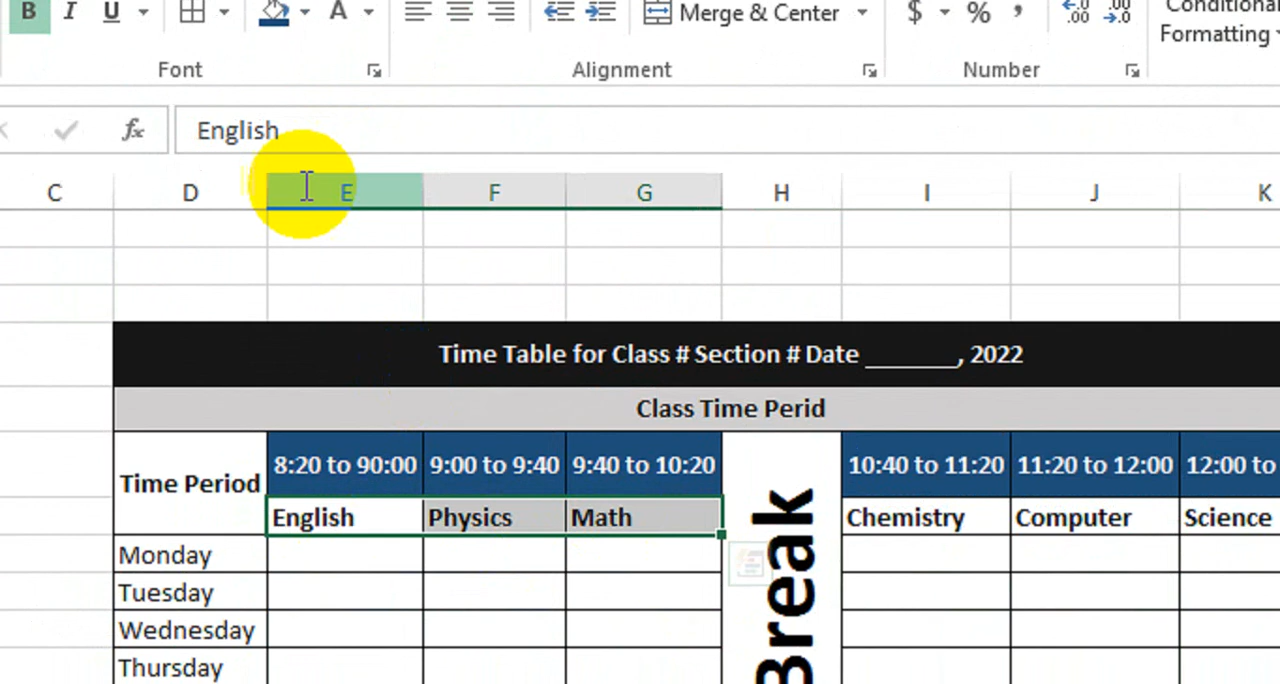 B I U A Merge & Center $ % , .00 .00 Conditional
→.0 Formatting
Font Alignment Number
fx English
C D E F G H I J K
Time Table for Class # Section # Date _______, 2022
Class Time Perid
Time Period 8:20 to 90:00 9:00 to 9:40 9:40 to 10:20 Break 10:40 to 11:20 11:20 to 12:00 12:00 to
English Physics Math Chemistry Computer Science
Monday
Tuesday
Wednesday
Thursday